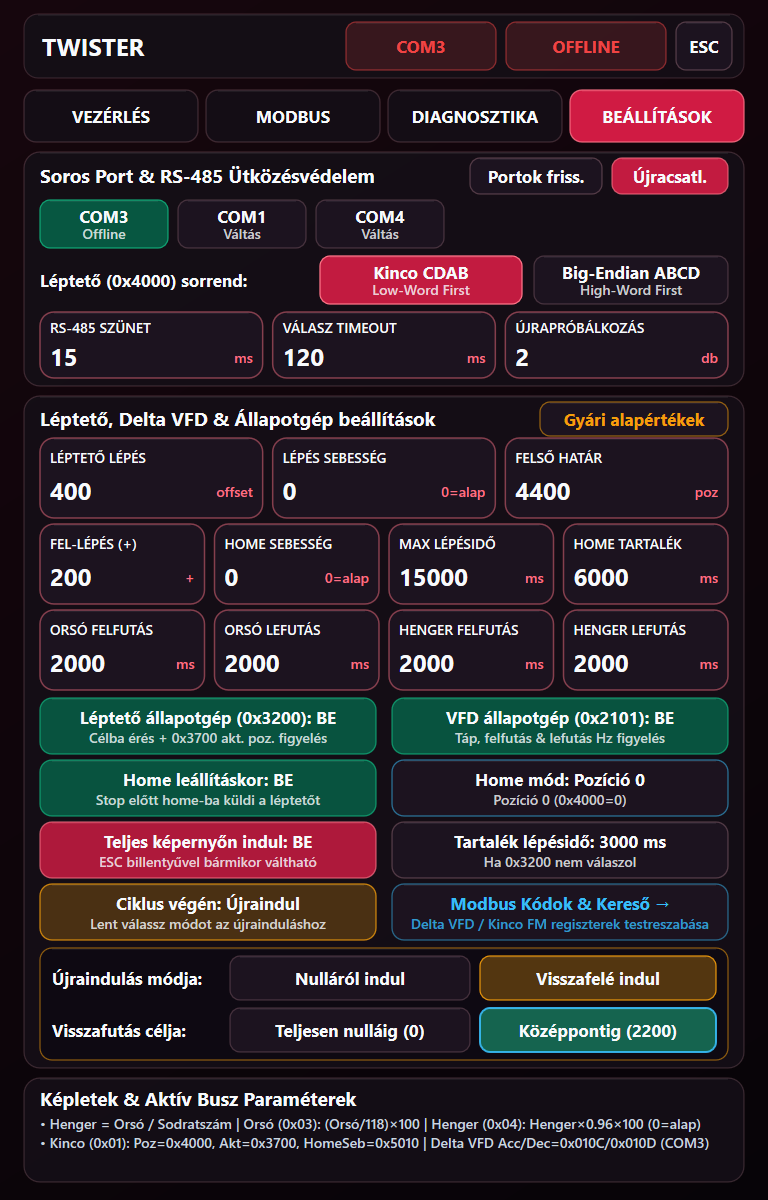 TWISTER
COM3
OFFLINE
ESC
VEZÉRLÉS
MODBUS
DIAGNOSZTIKA
BEÁLLÍTÁSOK
Soros Port & RS-485 Ütközésvédelem
Portok friss.
Újracsatl.
COM3
Offline
COM1
Váltás
COM4
Váltás
Léptető (0x4000) sorrend:
Kinco CDAB
Low-Word First
Big-Endian ABCD
High-Word First
RS-485 SZÜNET
15 ms
VÁLASZ TIMEOUT
120 ms
ÚJRAPRÓBÁLKOZÁS
2 db
Léptető, Delta VFD & Állapotgép beállítások
Gyári alapértékek
LÉPTETŐ LÉPÉS
400 offset
LÉPÉS SEBESSÉG
0 0=alap
FELSŐ HATÁR
4400 poz
FEL-LÉPÉS (+)
200 +
HOME SEBESSÉG
0 0=alap
MAX LÉPÉSIDŐ
15000 ms
HOME TARTALÉK
6000 ms
ORSÓ FELFUTÁS
2000 ms
ORSÓ LEFUTÁS
2000 ms
HENGER FELFUTÁS
2000 ms
HENGER LEFUTÁS
2000 ms
Léptető állapotgép (0x3200): BE
Célba érés + 0x3700 akt. poz. figyelés
VFD állapotgép (0x2101): BE
Táp, felfutás & lefutás Hz figyelés
Home leállításkor: BE
Stop előtt home-ba küldi a léptetőt
Home mód: Pozíció 0
Pozíció 0 (0x4000=0)
Teljes képernyőn indul: BE
ESC billentyűvel bármikor váltható
Tartalék lépésidő: 3000 ms
Ha 0x3200 nem válaszol
Ciklus végén: Újraindul
Lent válassz módot az újrainduláshoz
Modbus Kódok & Kereső →
Delta VFD / Kinco FM regiszterek testreszabása
Újraindulás módja:
Nulláról indul
Visszafelé indul
Visszafutás célja:
Teljesen nulláig (0)
Középpontig (2200)
Képletek & Aktív Busz Paraméterek
• Henger = Orsó / Sodratszám | Orsó (0x03): (Orsó/118)×100 | Henger (0x04): Henger×0.96×100 (0=alap)
• Kinco (0x01): Poz=0x4000, Akt=0x3700, HomeSeb=0x5010 | Delta VFD Acc/Dec=0x010C/0x010D (COM3)